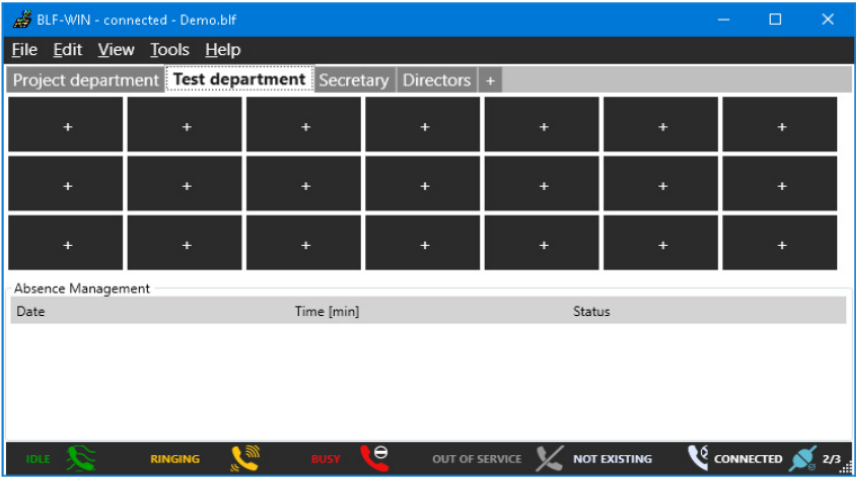 BLF-WIN - connected - Demo.blf
File Edit View Tools Help
Project department Test department Secretary Directors +
+ + + + + + +
+ + + + + + +
+ + + + + + +
Absence Management
Date Time [min] Status
IDLE RINGING BUSY OUT OF SERVICE NOT EXISTING CONNECTED 2/3